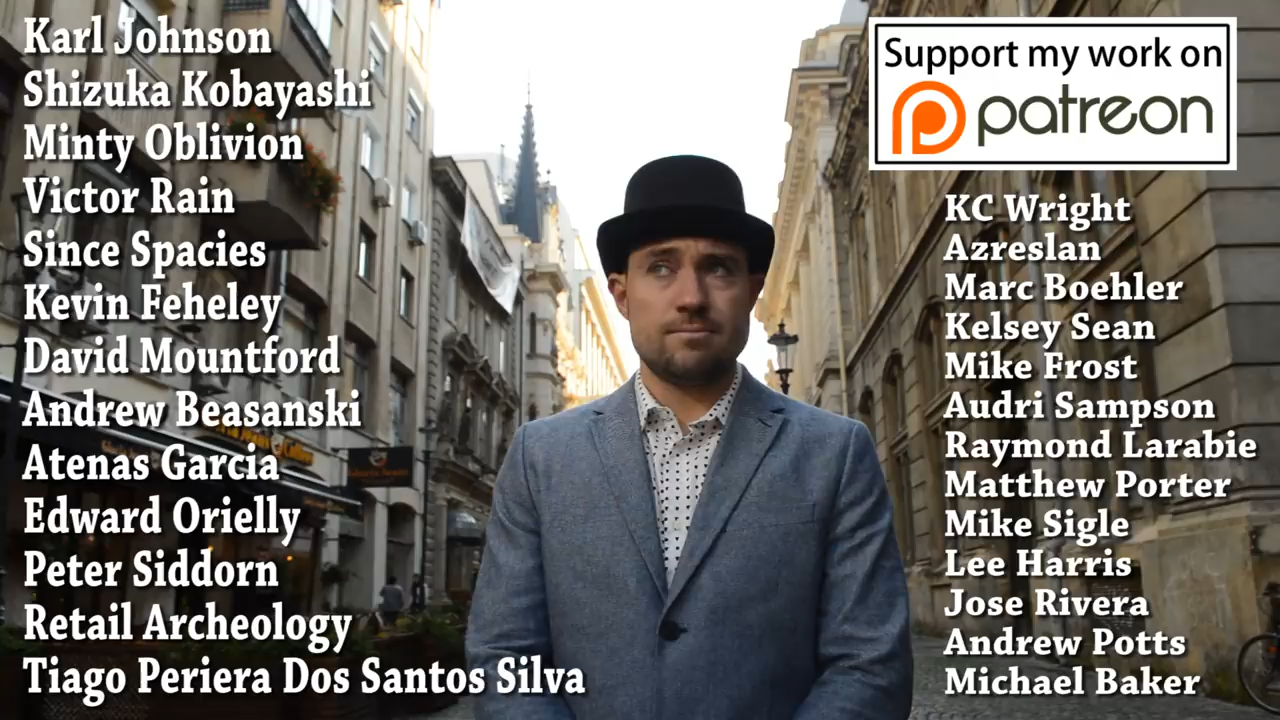 Karl Johnson
Shizuka Kobayashi
Minty Oblivion
Victor Rain
Since Spacies
Kevin Feheley
David Mountford
Andrew Beasanski
Atenas Garcia
Edward Orielly
Peter Siddorn
Retail Archeology
Tiago Periera Dos Santos Silva
Support my work on
patreon
KC Wright
Azreslan
Marc Boehler
Kelsey Sean
Mike Frost
Audri Sampson
Raymond Larabie
Matthew Porter
Mike Sigle
Lee Harris
Jose Rivera
Andrew Potts
Michael Baker